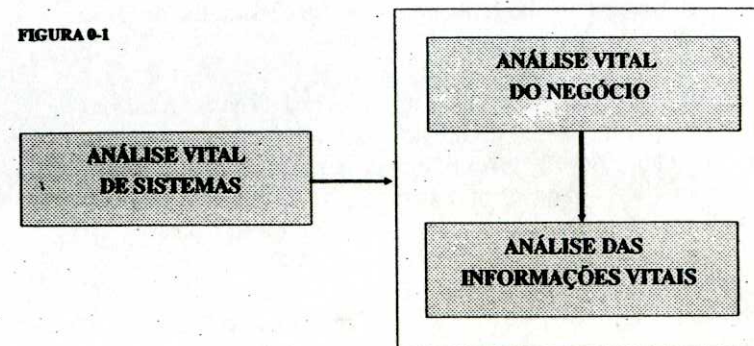 FIGURA 0-1
ANÁLISE VITAL
DE SISTEMAS
ANÁLISE VITAL
DO NEGÓCIO
ANÁLISE DAS
INFORMAÇÕES VITAIS